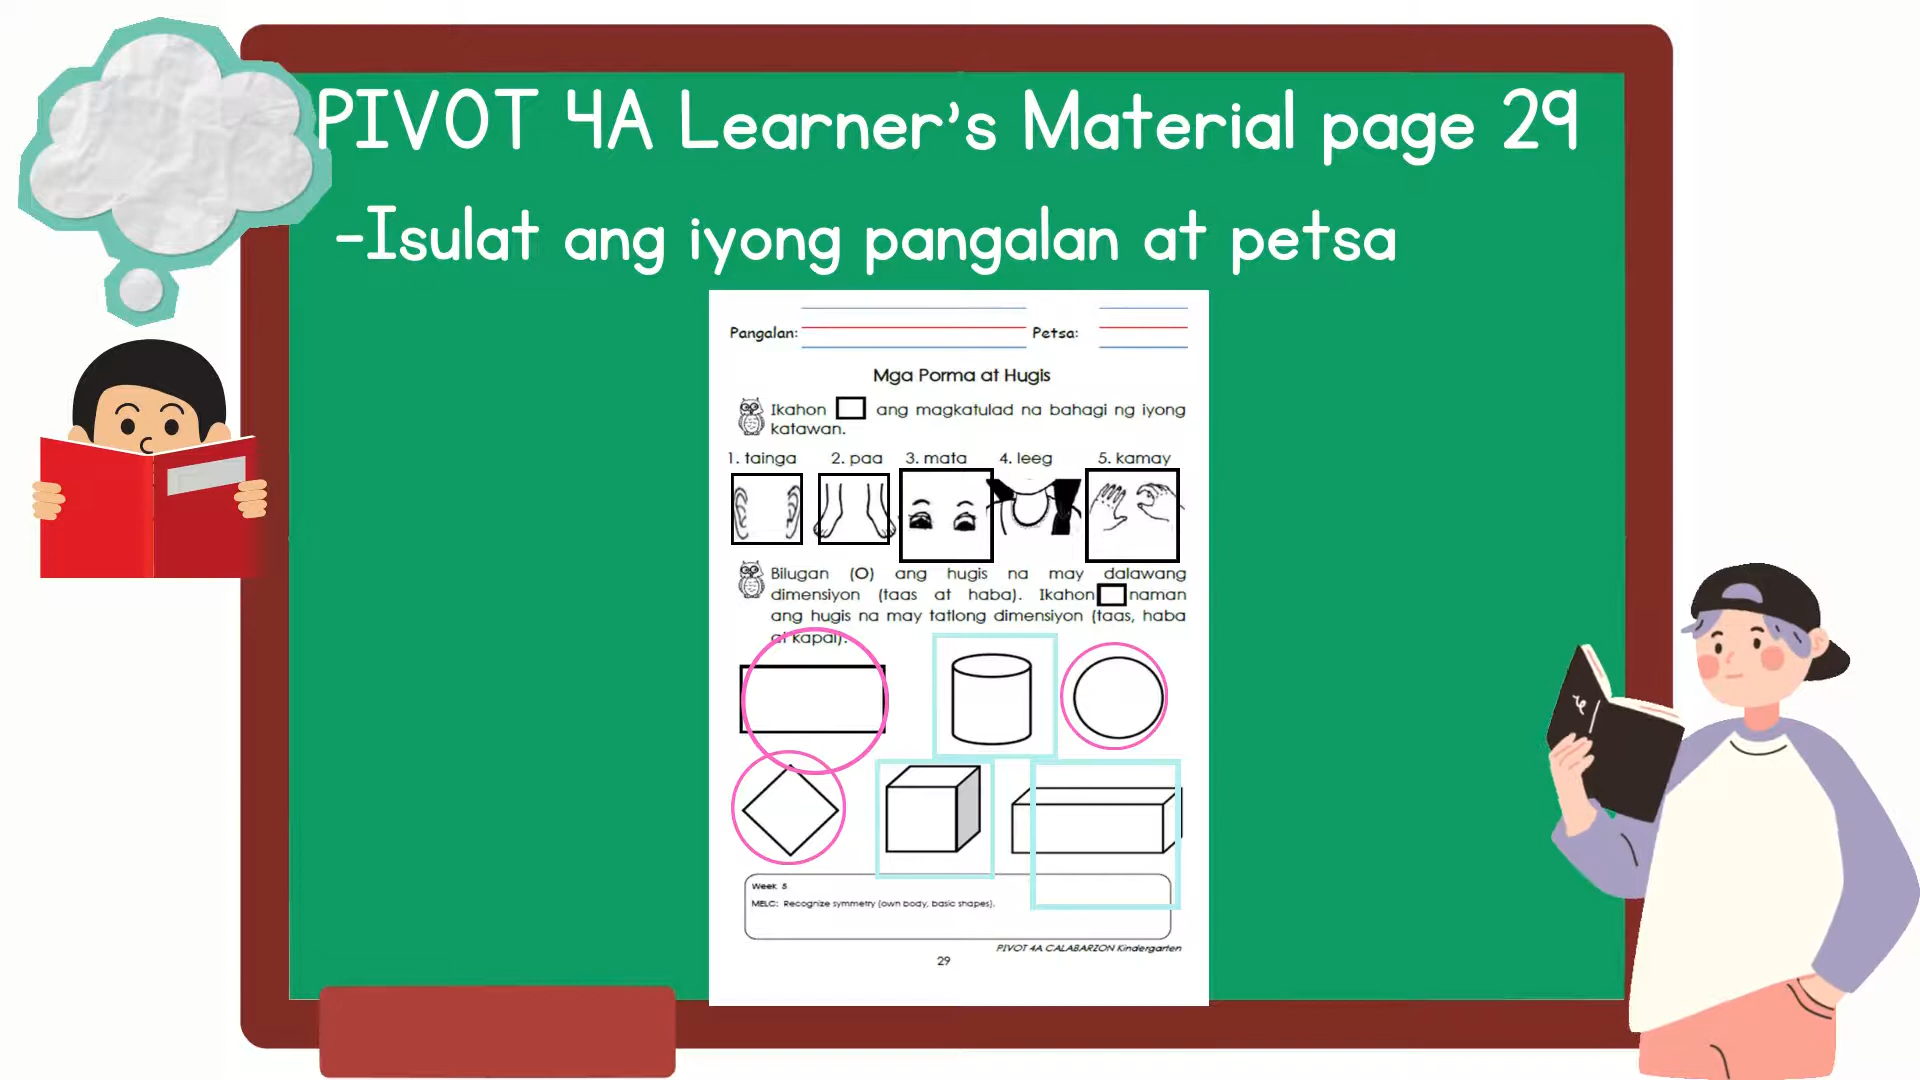 PIVOT 4A Learner's Material page 29
-Isulat ang iyong pangalan at petsa
Pangalan: Petsa:
Mga Porma at Hugis
Ikahon ang magkatulad na bahagi ng iyong
katawan.
1. tainga 2. paa 3. mata 4. leeg 5. kamay
Bilugan (O) ang hugis na may dalawang
dimensiyon (taas at haba). Ikahon naman
ang hugis na may tatlong dimensiyon (taas, haba
at kapal).
Week 5
MELC: Recognize symmetry (own body, basic shapes).
PIVOT 4A CALABARZON Kindergarten
29